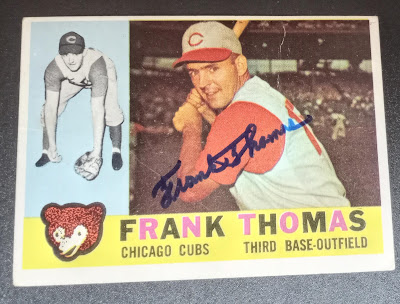 C
C
Frank Thomas
FRANK THOMAS
CHICAGO CUBS THIRD BASE-OUTFIELD